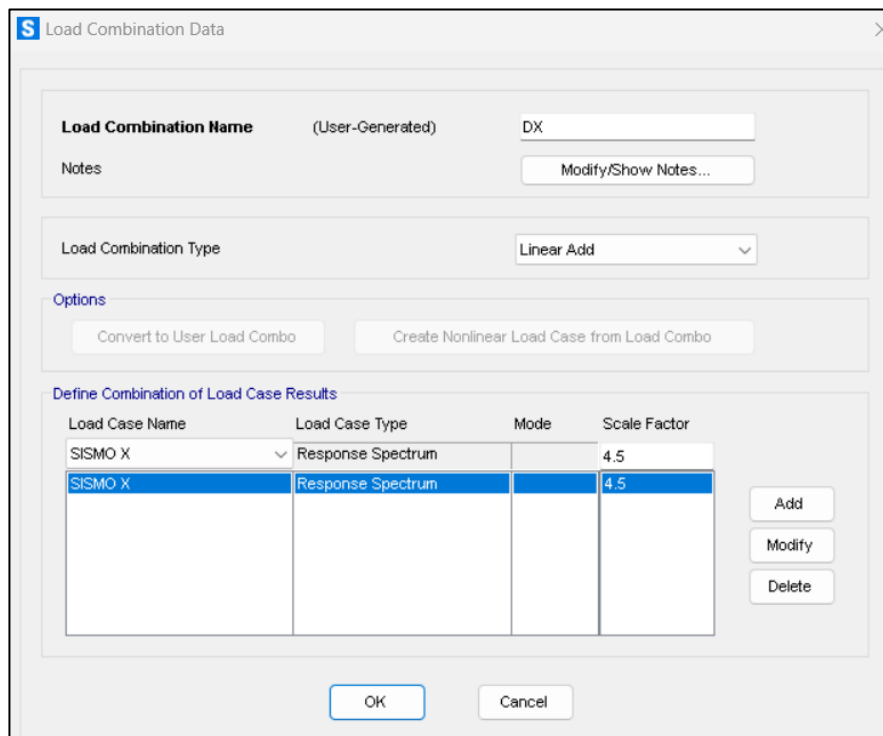 S Load Combination Data
Load Combination Name (User-Generated) DX
Notes Modify/Show Notes...
Load Combination Type Linear Add
Options
Convert to User Load Combo Create Nonlinear Load Case from Load Combo
Define Combination of Load Case Results
Load Case Name Load Case Type Mode Scale Factor
SISMO X Response Spectrum 4.5
SISMO X Response Spectrum 4.5
Add
Modify
Delete
OK Cancel